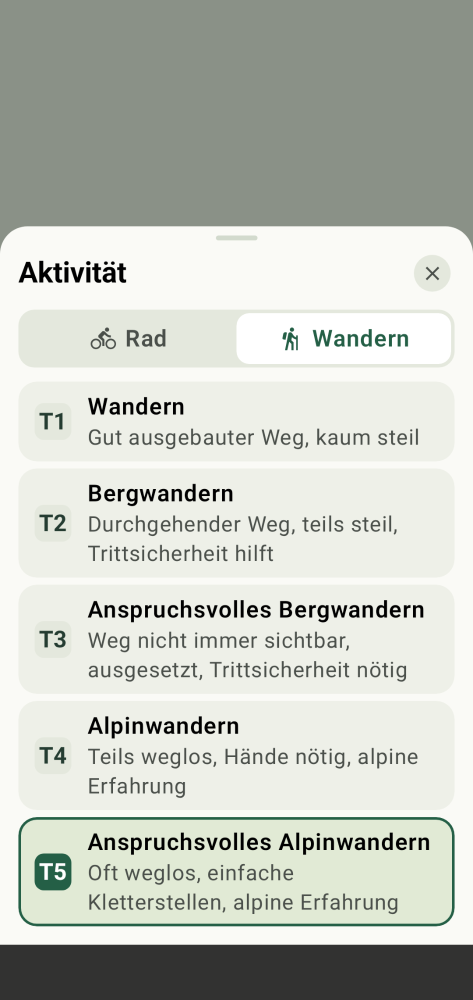 Aktivität
Rad
Wandern
T1
Wandern
Gut ausgebauter Weg, kaum steil
T2
Bergwandern
Durchgehender Weg, teils steil,
Trittsicherheit hilft
T3
Anspruchsvolles Bergwandern
Weg nicht immer sichtbar,
ausgesetzt, Trittsicherheit nötig
T4
Alpinwandern
Teils weglos, Hände nötig, alpine
Erfahrung
T5
Anspruchsvolles Alpinwandern
Oft weglos, einfache
Kletterstellen, alpine Erfahrung